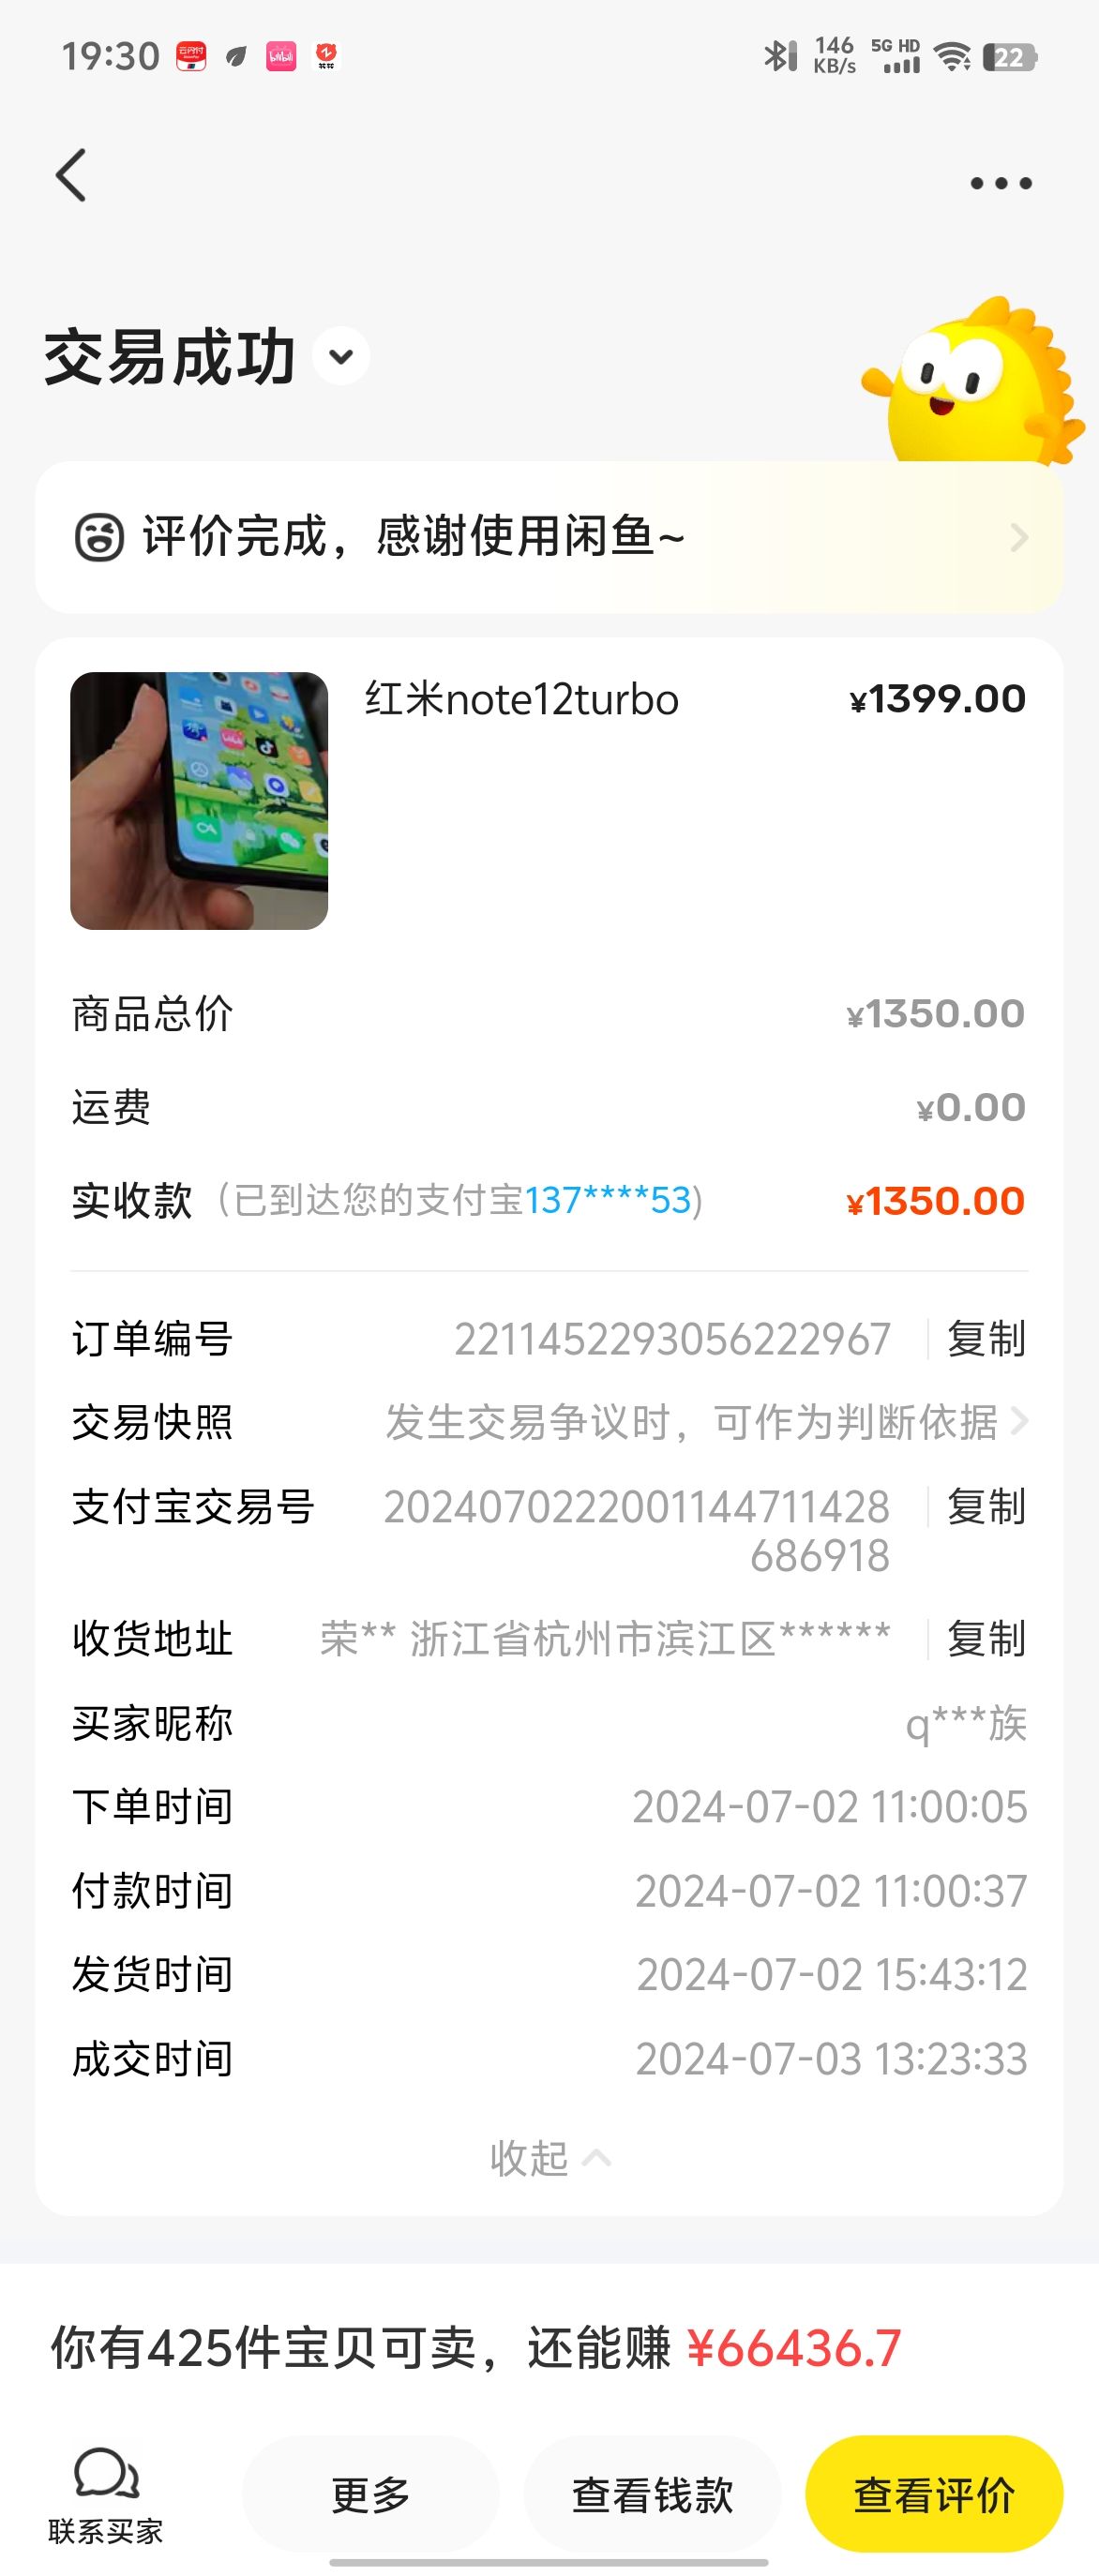 19:30
146
KB/s
5G HD
22
交易成功
评价完成，感谢使用闲鱼~
红米note12turbo ¥1399.00
商品总价 ¥1350.00
运费 ¥0.00
实收款（已到达您的支付宝137****53) ¥1350.00
订单编号 2211452293056222967 复制
交易快照 发生交易争议时，可作为判断依据
支付宝交易号 2024070222001144711428 复制
686918
收货地址 荣** 浙江省杭州市滨江区****** 复制
买家昵称 q***族
下单时间 2024-07-02 11:00:05
付款时间 2024-07-02 11:00:37
发货时间 2024-07-02 15:43:12
成交时间 2024-07-03 13:23:33
收起
你有425件宝贝可卖，还能赚 ¥66436.7
联系买家 更多 查看钱款 查看评价